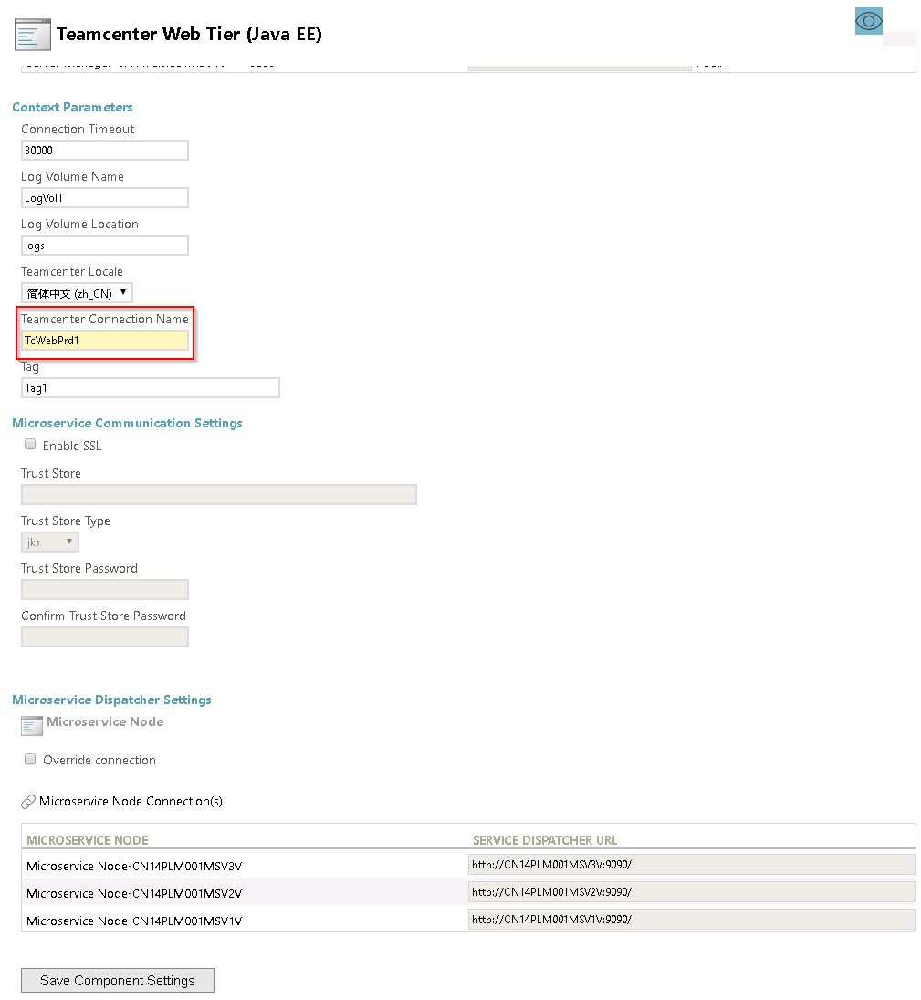 Teamcenter Web Tier (Java EE)
Context Parameters
Connection Timeout
30000
Log Volume Name
LogVol1
Log Volume Location
logs
Teamcenter Locale
简体中文 (zh_CN)
Teamcenter Connection Name
TcWebPrd1
Tag
Tag1
Microservice Communication Settings
Enable SSL
Trust Store
Trust Store Type
jks
Trust Store Password
Confirm Trust Store Password
Microservice Dispatcher Settings
Microservice Node
Override connection
Microservice Node Connection(s)
MICROSERVICE NODE SERVICE DISPATCHER URL
Microservice Node-CN14PLM001MSV3V http://CN14PLM001MSV3V:9090/
Microservice Node-CN14PLM001MSV2V http://CN14PLM001MSV2V:9090/
Microservice Node-CN14PLM001MSV1V http://CN14PLM001MSV1V:9090/
Save Component Settings